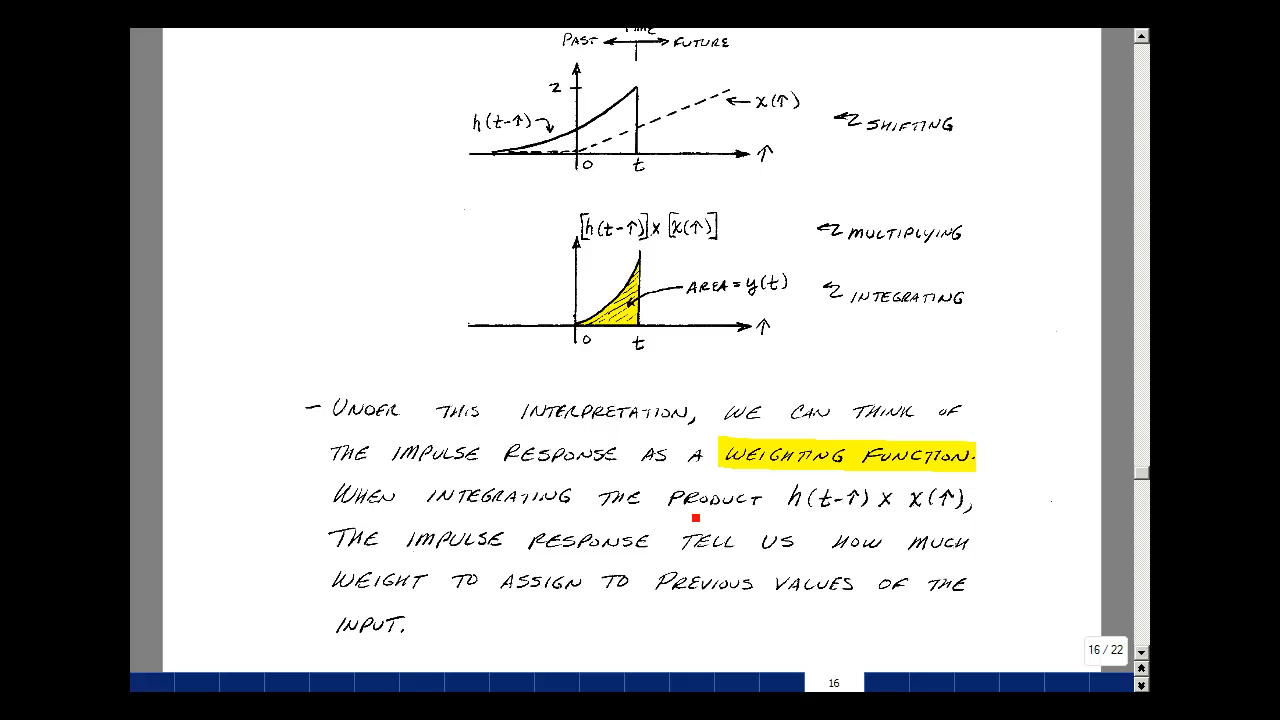 PAST FUTURE
2
h(t-↑)
x(↑)
SHIFTING
0 t ↑
[h(t-↑)] x [x(↑)]
MULTIPLYING
AREA = y(t)
INTEGRATING
0 t ↑
- UNDER THIS INTERPRETATION, WE CAN THINK OF
THE IMPULSE RESPONSE AS A WEIGHTING FUNCTION.
WHEN INTEGRATING THE PRODUCT h(t-↑) x x(↑),
THE IMPULSE RESPONSE TELL US HOW MUCH
WEIGHT TO ASSIGN TO PREVIOUS VALUES OF THE
INPUT.
16 / 22
16